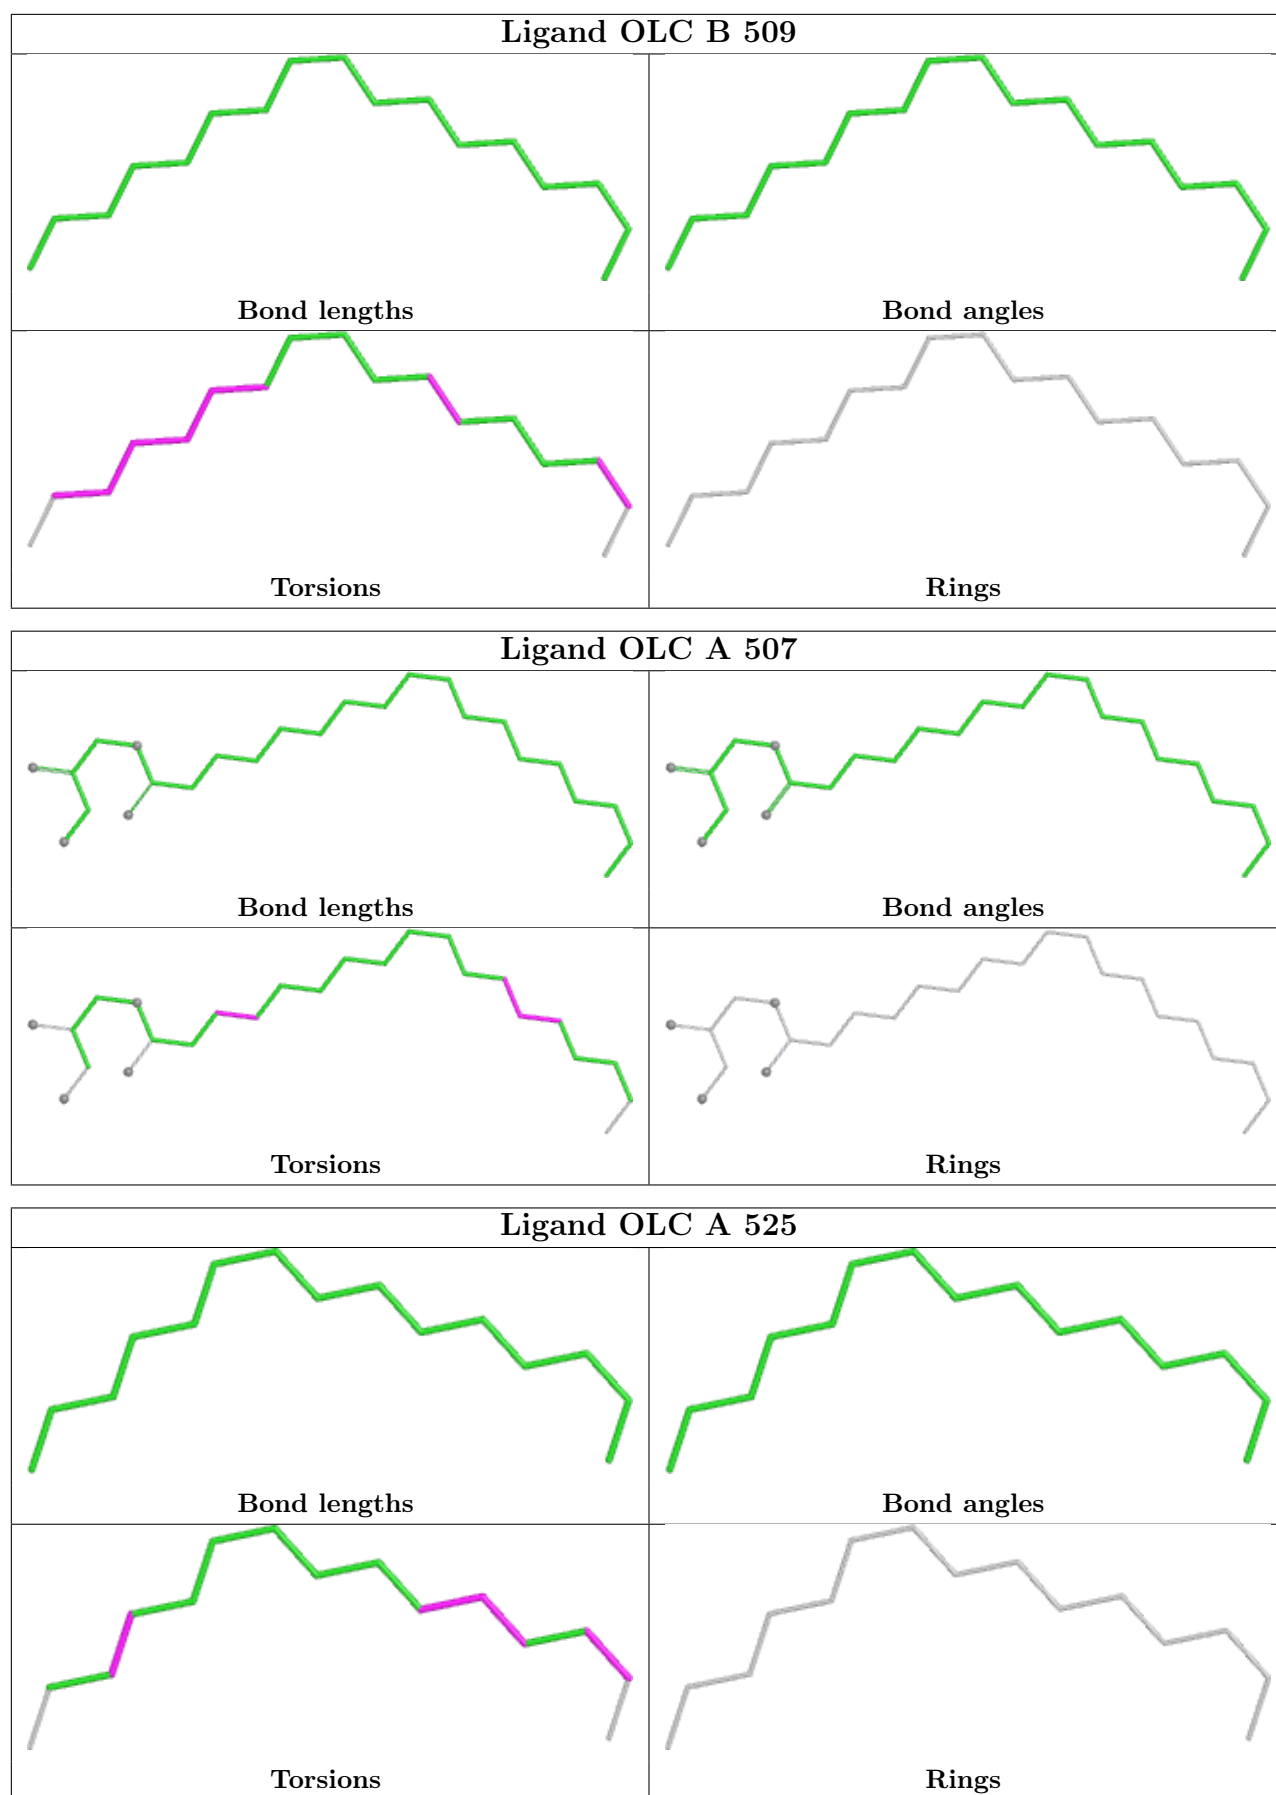 Ligand OLC B 509
Bond lengths
Bond angles
Torsions
Rings
Ligand OLC A 507
Bond lengths
Bond angles
Torsions
Rings
Ligand OLC A 525
Bond lengths
Bond angles
Torsions
Rings